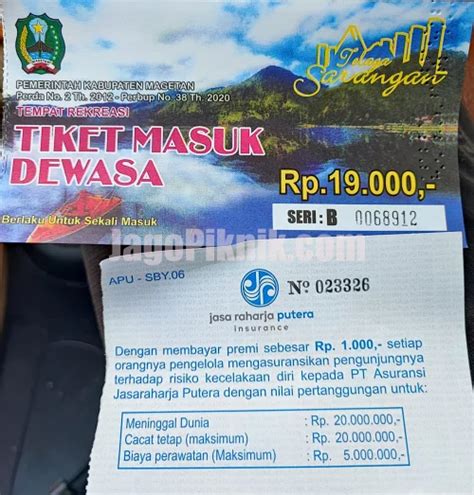 Telaga
Sarangan
PEMERINTAH KABUPATEN MAGETAN
Perda No. 2 Th. 2012 - Perbup No. 38 Th. 2020
TEMPAT REKREASI
TIKET MASUK
DEWASA
Rp.19.000,-
Berlaku Untuk Sekali Masuk
SERI : B 0068912
JagoPiknik.com
APU - SBY.06
No 023326
jasa raharja putera
insurance
Dengan membayar premi sebesar Rp. 1.000,- setiap
orangnya pengelola mengasuransikan pengunjungnya
terhadap risiko kecelakaan diri kepada PT Asuransi
Jasaraharja Putera dengan nilai pertanggungan untuk:
Meninggal Dunia : Rp. 20.000.000,-
Cacat tetap (maksimum) : Rp. 20.000.000,-
Biaya perawatan (Maksimum) : Rp. 5.000.000,-